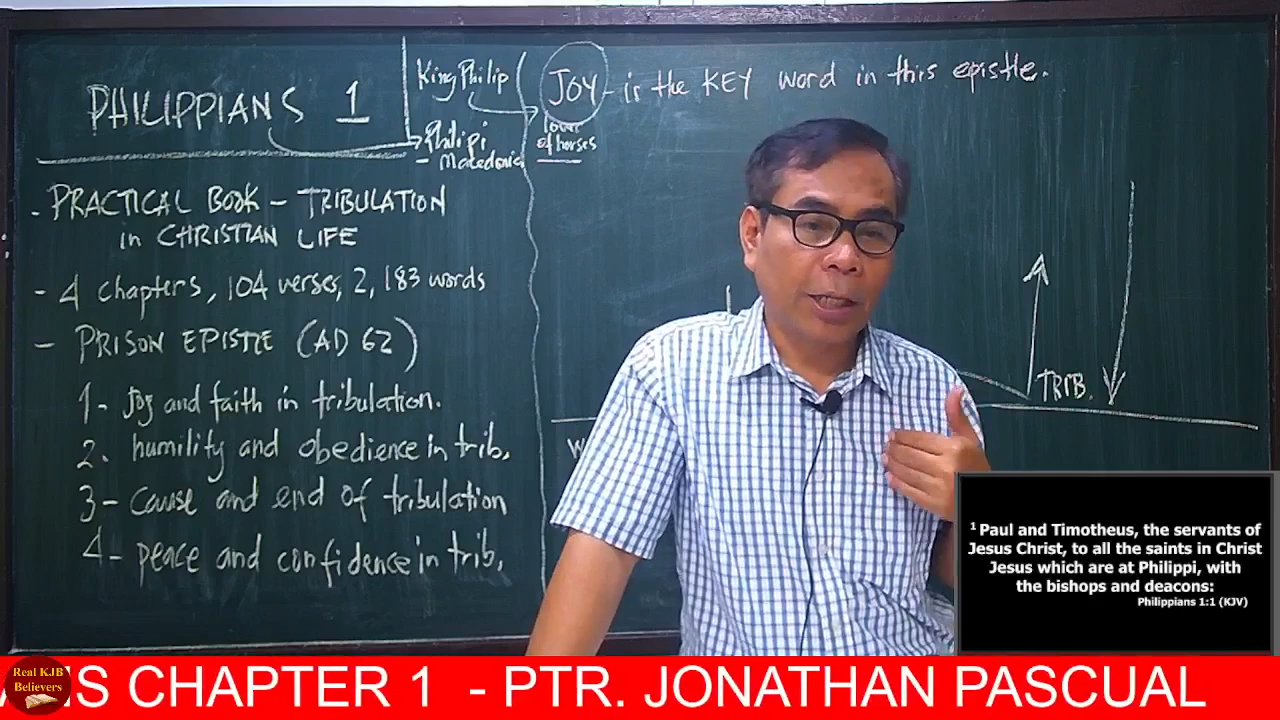 PHILIPPIANS 1
King Philip
Philipi
- Macedonia
JOY - is the KEY word in this epistle.
lover
of horses
- PRACTICAL BOOK - TRIBULATION
in CHRISTIAN LIFE
- 4 chapters, 104 verses, 2,183 words
- PRISON EPISTLE (AD 62)
1- Joy and faith in tribulation.
2. humility and obedience in trib.
3- cause and end of tribulation
4- peace and confidence in trib.
TRIB.
1 Paul and Timotheus, the servants of
Jesus Christ, to all the saints in Christ
Jesus which are at Philippi, with
the bishops and deacons:
Philippians 1:1 (KJV)
Real KJB
Believers
S CHAPTER 1 - PTR. JONATHAN PASCUAL